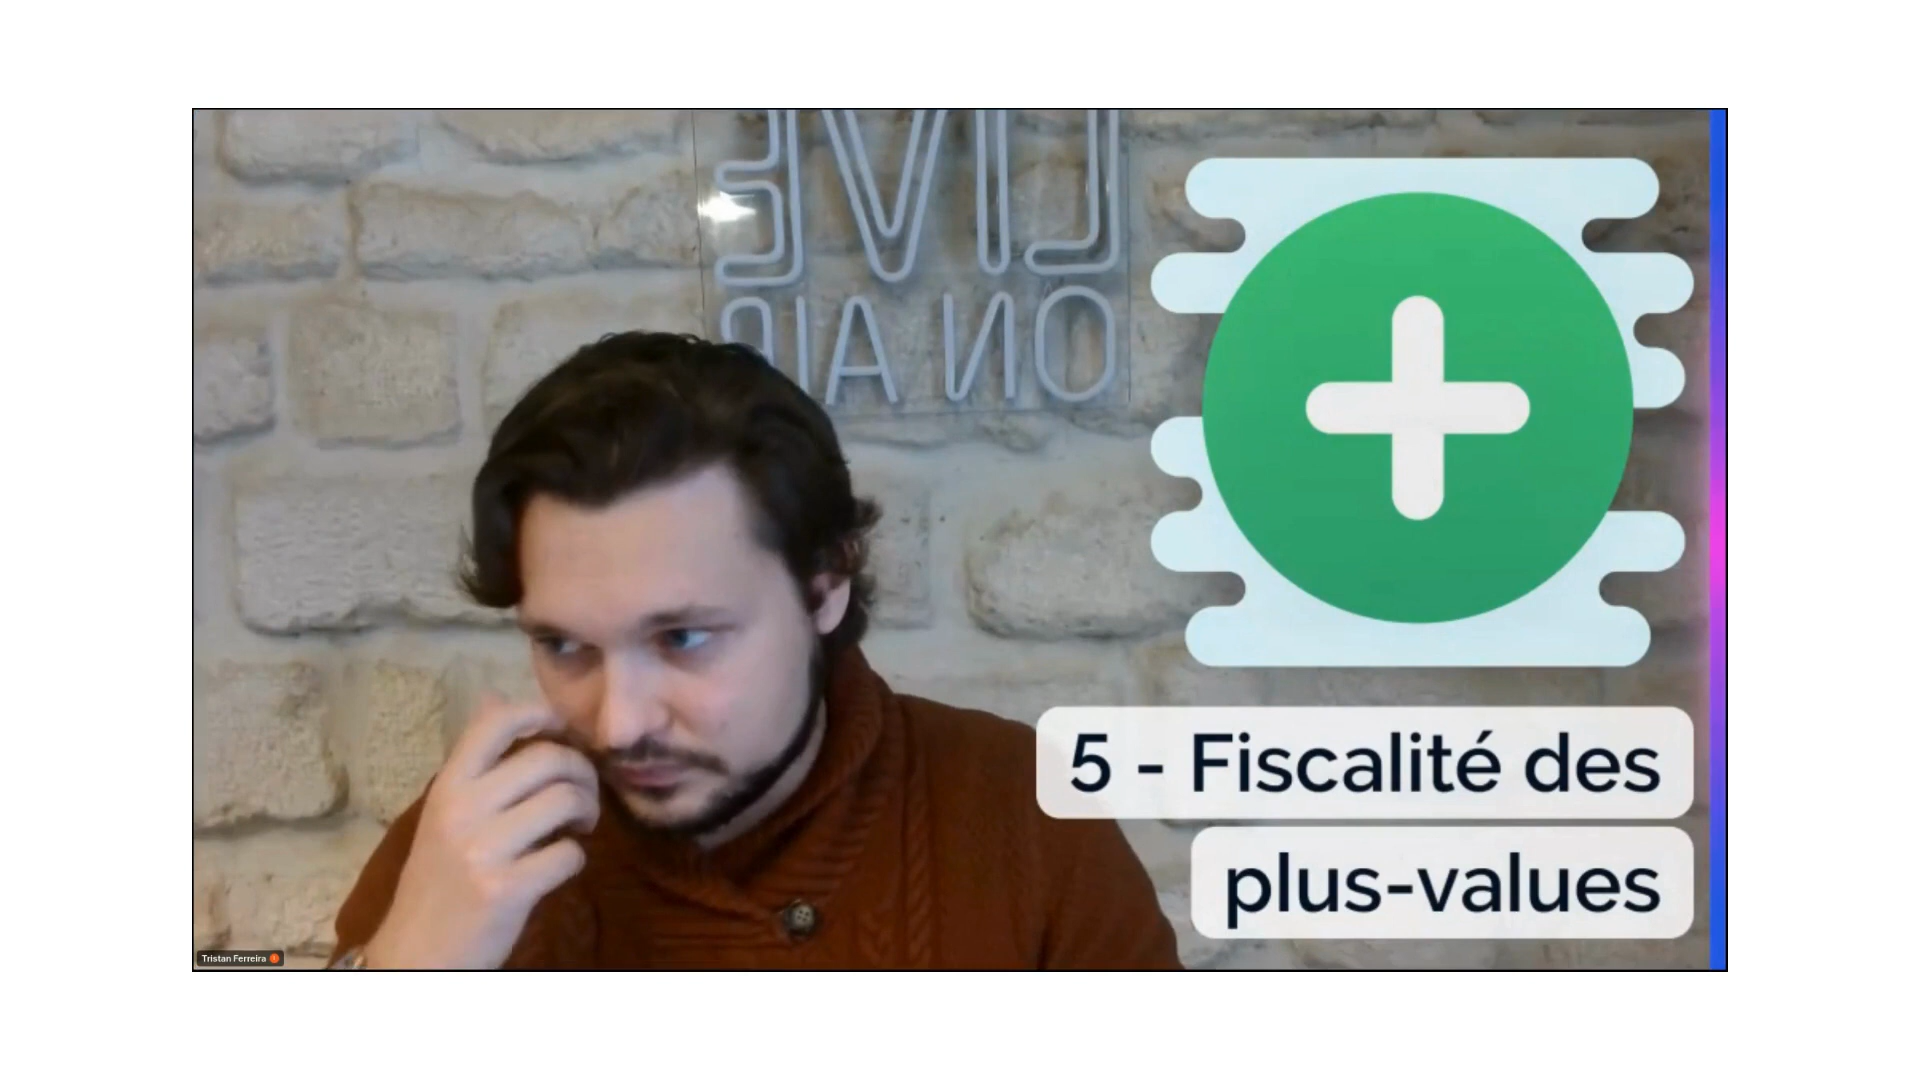 LIVE
ON AIR
5 - Fiscalité des
plus-values
Tristan Ferreira